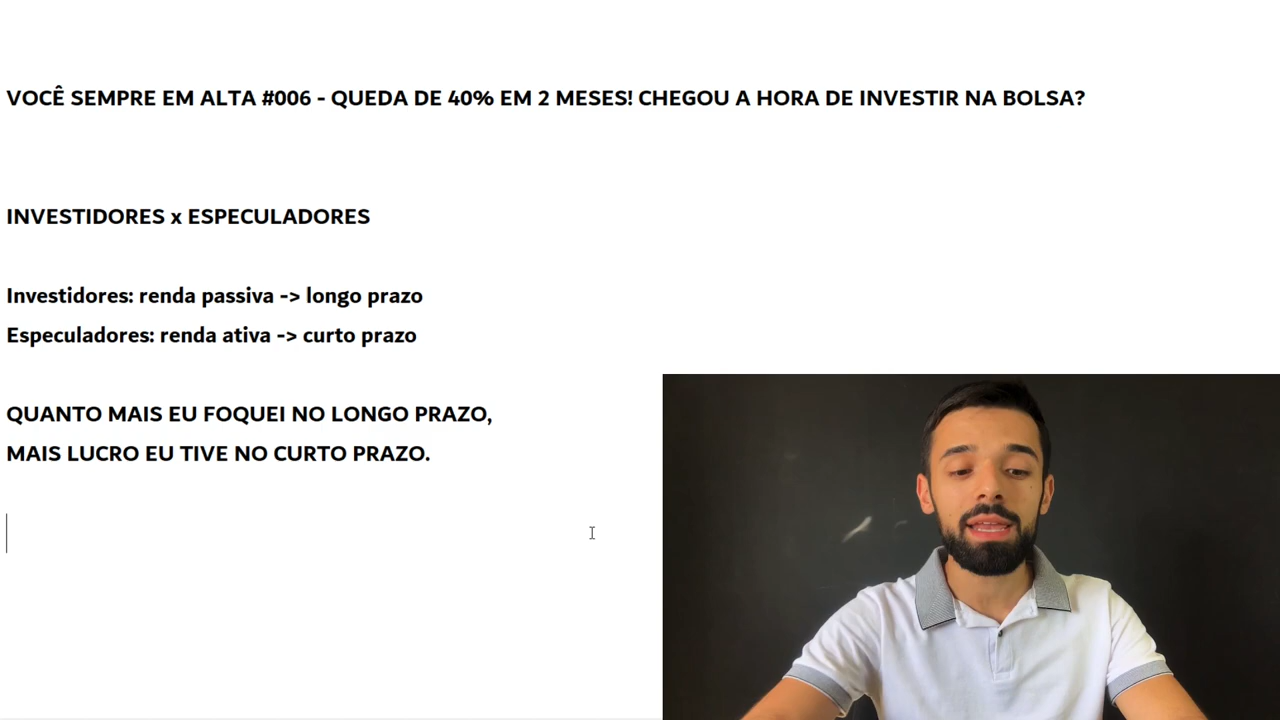 VOCÊ SEMPRE EM ALTA #006 - QUEDA DE 40% EM 2 MESES! CHEGOU A HORA DE INVESTIR NA BOLSA?
INVESTIDORES x ESPECULADORES
Investidores: renda passiva -> longo prazo
Especuladores: renda ativa -> curto prazo
QUANTO MAIS EU FOQUEI NO LONGO PRAZO,
MAIS LUCRO EU TIVE NO CURTO PRAZO.